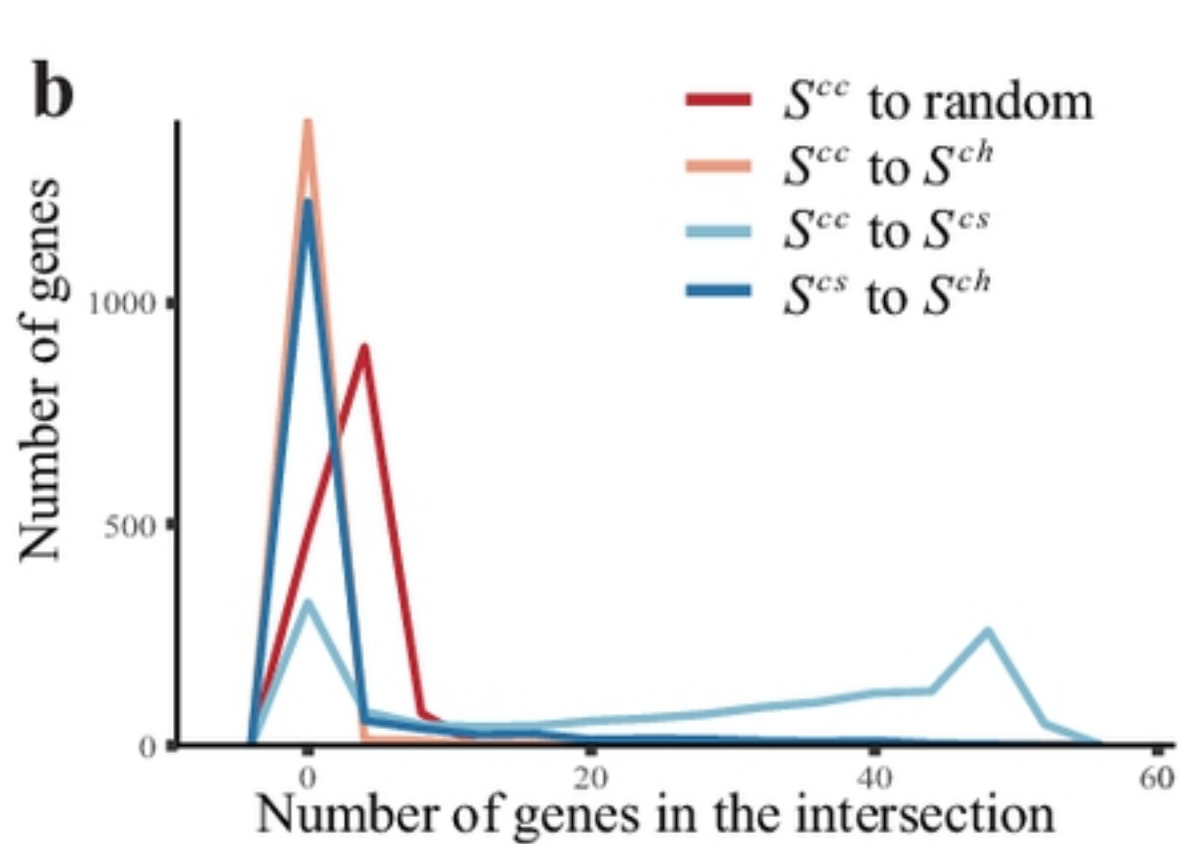 b
S^cc to random
S^cc to S^ch
S^cc to S^cs
S^cs to S^ch
Number of genes
1000
500
0
0 20 40 60
Number of genes in the intersection